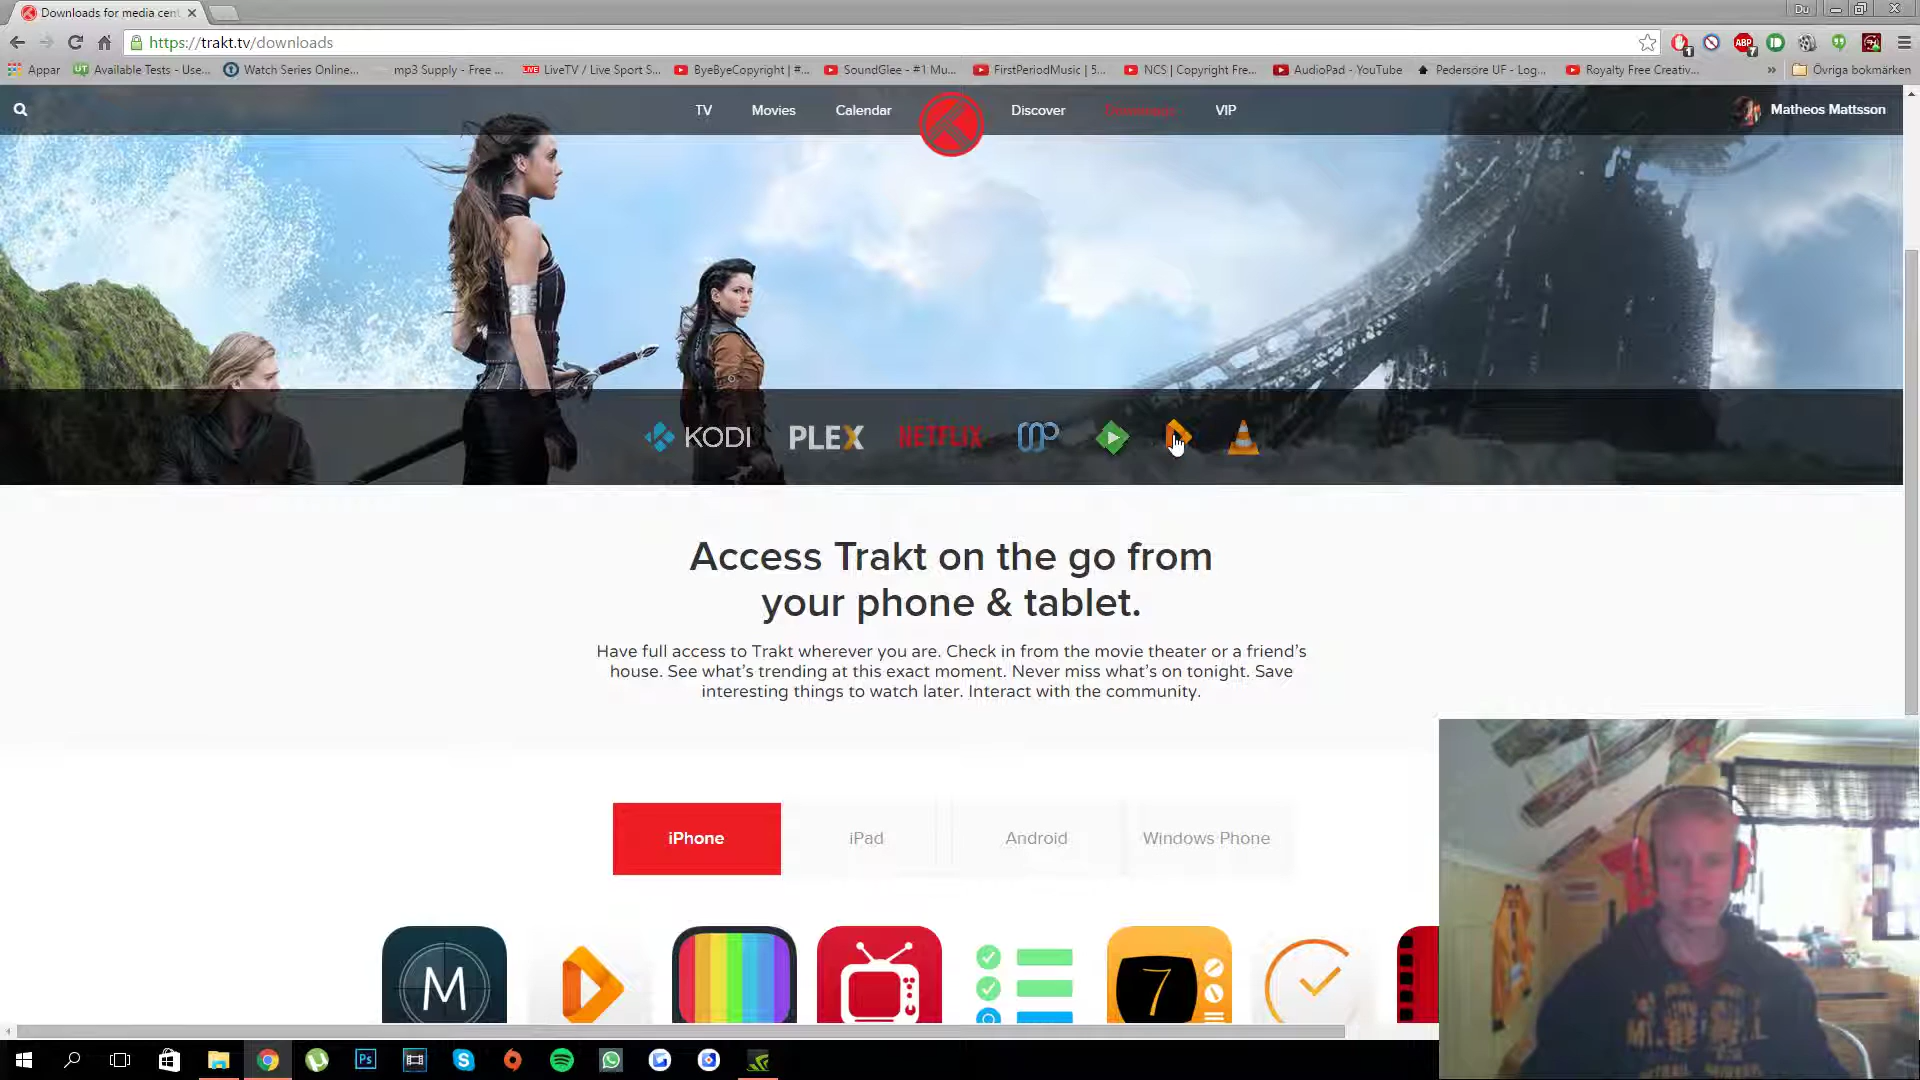 Downloads for media cent
Du
https://trakt.tv/downloads
Appar
Available Tests - Use...
Watch Series Online...
mp3 Supply - Free ...
LiveTV / Live Sport S...
ByeByeCopyright | #...
SoundGlee - #1 Mu...
FirstPeriodMusic | 5...
NCS | Copyright Fre...
AudioPad - YouTube
Pedersöre UF - Log...
Royalty Free Creativ...
»
Övriga bokmärken
TV
Movies
Calendar
Discover
Downloads
VIP
Matheos Mattsson
KODI
PLEX
NETFLIX
Access Trakt on the go from
your phone & tablet.
Have full access to Trakt wherever you are. Check in from the movie theater or a friend's
house. See what's trending at this exact moment. Never miss what's on tonight. Save
interesting things to watch later. Interact with the community.
iPhone
iPad
Android
Windows Phone
M
7